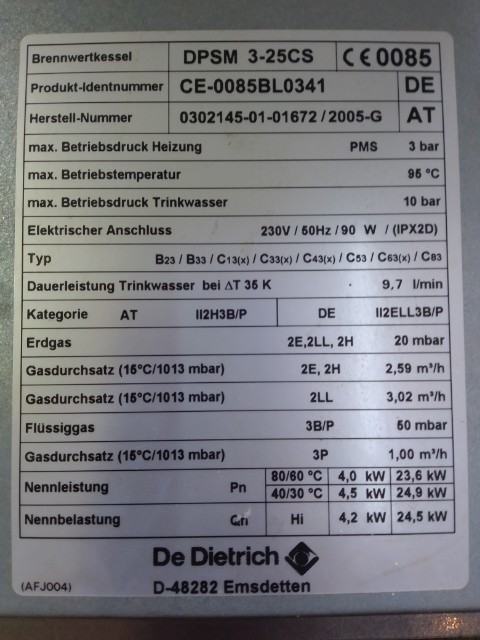 Brennwertkessel DPSM 3-25CS CE 0085
Produkt-Identnummer CE-0085BL0341 DE
Herstell-Nummer 0302145-01-01672 / 2005-G AT
max. Betriebsdruck Heizung PMS 3 bar
max. Betriebstemperatur 95 °C
max. Betriebsdruck Trinkwasser 10 bar
Elektrischer Anschluss 230V / 50Hz / 90 W / (IPX2D)
Typ B23 / B33 / C13(x) / C33(x) / C43(x) / C53 / C63(x) / C83
Dauerleistung Trinkwasser bei ΔT 35 K 9,7 l/min
Kategorie AT II2H3B/P DE II2ELL3B/P
Erdgas 2E,2LL, 2H 20 mbar
Gasdurchsatz (15°C/1013 mbar) 2E, 2H 2,59 m³/h
Gasdurchsatz (15°C/1013 mbar) 2LL 3,02 m³/h
Flüssiggas 3B/P 50 mbar
Gasdurchsatz (15°C/1013 mbar) 3P 1,00 m³/h
Nennleistung Pn 80/60 °C 4,0 kW 23,6 kW
40/30 °C 4,5 kW 24,9 kW
Nennbelastung Hi 4,2 kW 24,5 kW
De Dietrich
(AFJ004) D-48282 Emsdetten